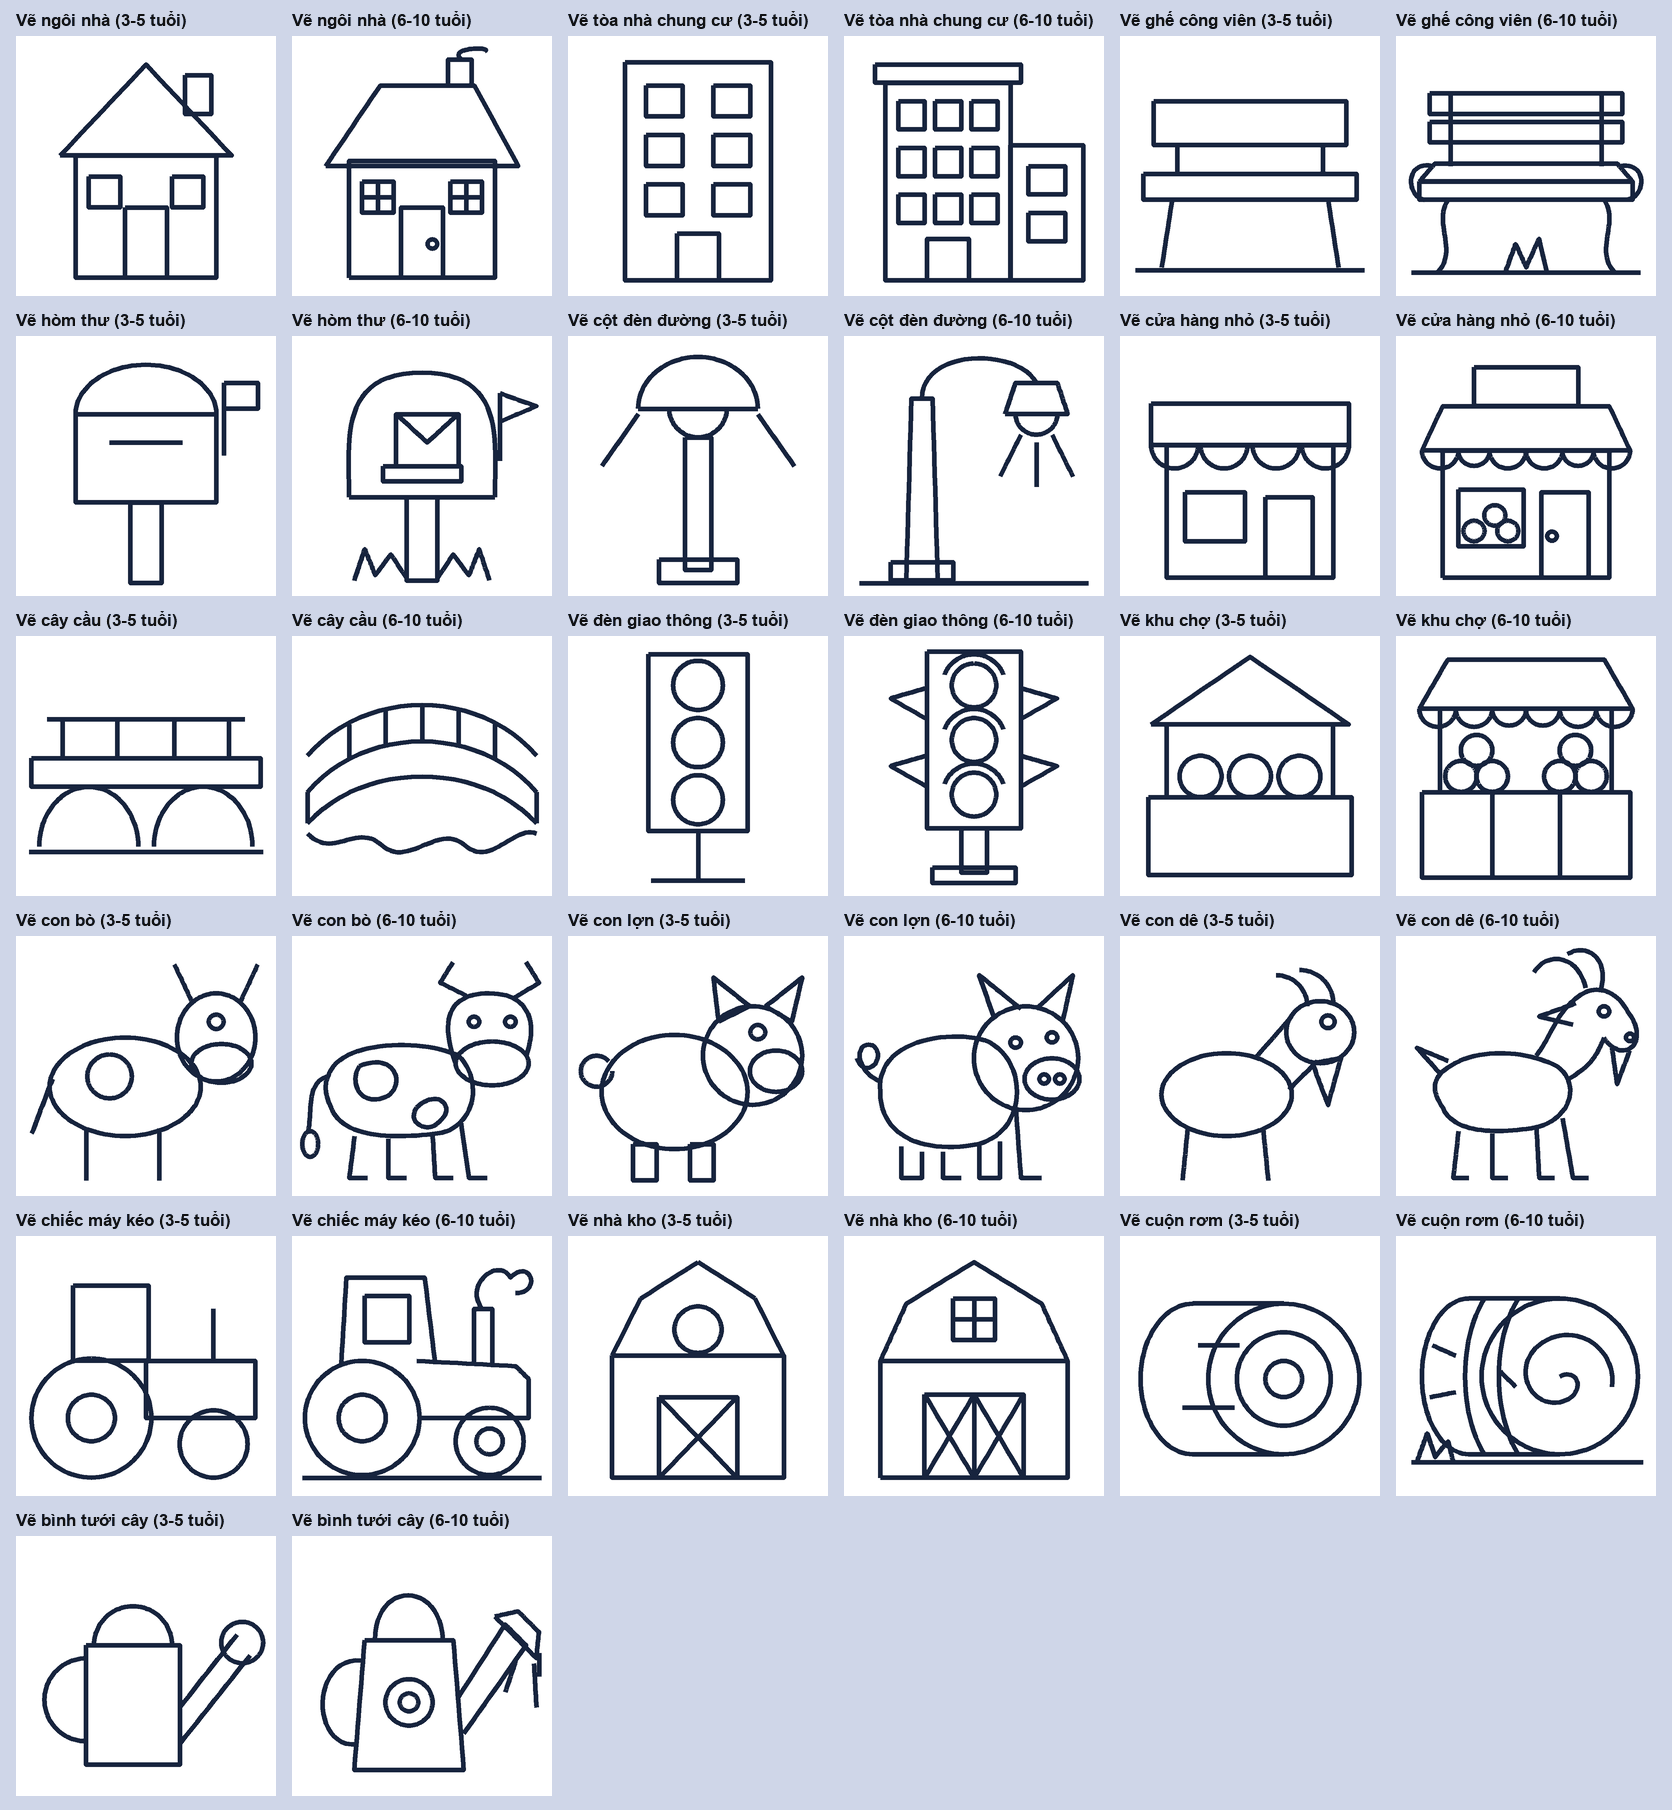 Vẽ ngôi nhà (3-5 tuổi)
Vẽ ngôi nhà (6-10 tuổi)
Vẽ tòa nhà chung cư (3-5 tuổi)
Vẽ tòa nhà chung cư (6-10 tuổi)
Vẽ ghế công viên (3-5 tuổi)
Vẽ ghế công viên (6-10 tuổi)
Vẽ hòm thư (3-5 tuổi)
Vẽ hòm thư (6-10 tuổi)
Vẽ cột đèn đường (3-5 tuổi)
Vẽ cột đèn đường (6-10 tuổi)
Vẽ cửa hàng nhỏ (3-5 tuổi)
Vẽ cửa hàng nhỏ (6-10 tuổi)
Vẽ cây cầu (3-5 tuổi)
Vẽ cây cầu (6-10 tuổi)
Vẽ đèn giao thông (3-5 tuổi)
Vẽ đèn giao thông (6-10 tuổi)
Vẽ khu chợ (3-5 tuổi)
Vẽ khu chợ (6-10 tuổi)
Vẽ con bò (3-5 tuổi)
Vẽ con bò (6-10 tuổi)
Vẽ con lợn (3-5 tuổi)
Vẽ con lợn (6-10 tuổi)
Vẽ con dê (3-5 tuổi)
Vẽ con dê (6-10 tuổi)
Vẽ chiếc máy kéo (3-5 tuổi)
Vẽ chiếc máy kéo (6-10 tuổi)
Vẽ nhà kho (3-5 tuổi)
Vẽ nhà kho (6-10 tuổi)
Vẽ cuộn rơm (3-5 tuổi)
Vẽ cuộn rơm (6-10 tuổi)
Vẽ bình tưới cây (3-5 tuổi)
Vẽ bình tưới cây (6-10 tuổi)